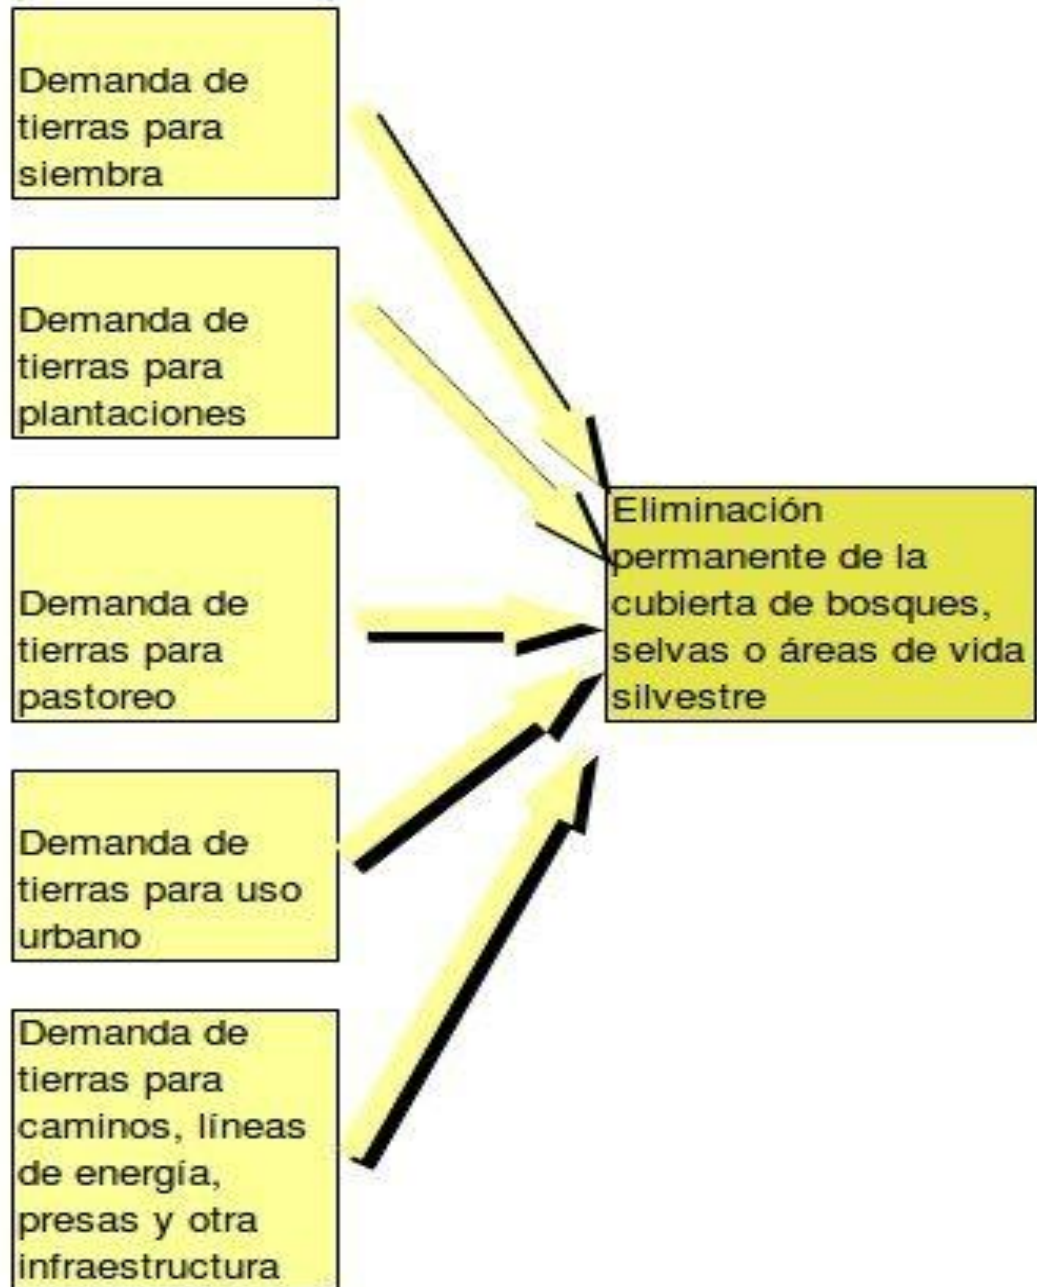 Demanda de
tierras para
siembra
Demanda de
tierras para
plantaciones
Demanda de
tierras para
pastoreo
Demanda de
tierras para uso
urbano
Demanda de
tierras para
caminos, líneas
de energía,
presas y otra
infraestructura
Eliminación
permanente de la
cubierta de bosques,
selvas o áreas de vida
silvestre